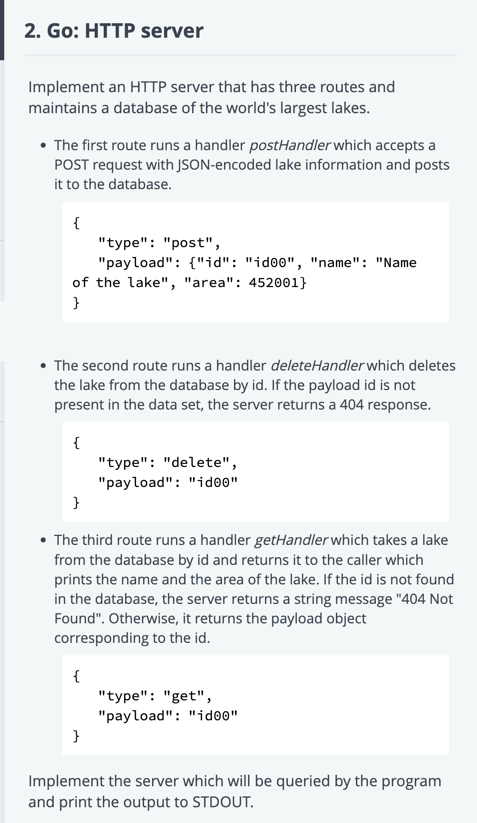 2. Go: HTTP server
Implement an HTTP server that has three routes and
maintains a database of the world's largest lakes.
• The first route runs a handler postHandler which accepts a
POST request with JSON-encoded lake information and posts
it to the database.
{
"type": "post",
"payload": {"id": "id00", "name": "Name
of the lake", "area": 452001}
}
• The second route runs a handler deleteHandler which deletes
the lake from the database by id. If the payload id is not
present in the data set, the server returns a 404 response.
{
"type": "delete",
"payload": "id00"
}
• The third route runs a handler getHandler which takes a lake
from the database by id and returns it to the caller which
prints the name and the area of the lake. If the id is not found
in the database, the server returns a string message "404 Not
Found". Otherwise, it returns the payload object
corresponding to the id.
{
"type": "get",
"payload": "id00"
}
Implement the server which will be queried by the program
and print the output to STDOUT.